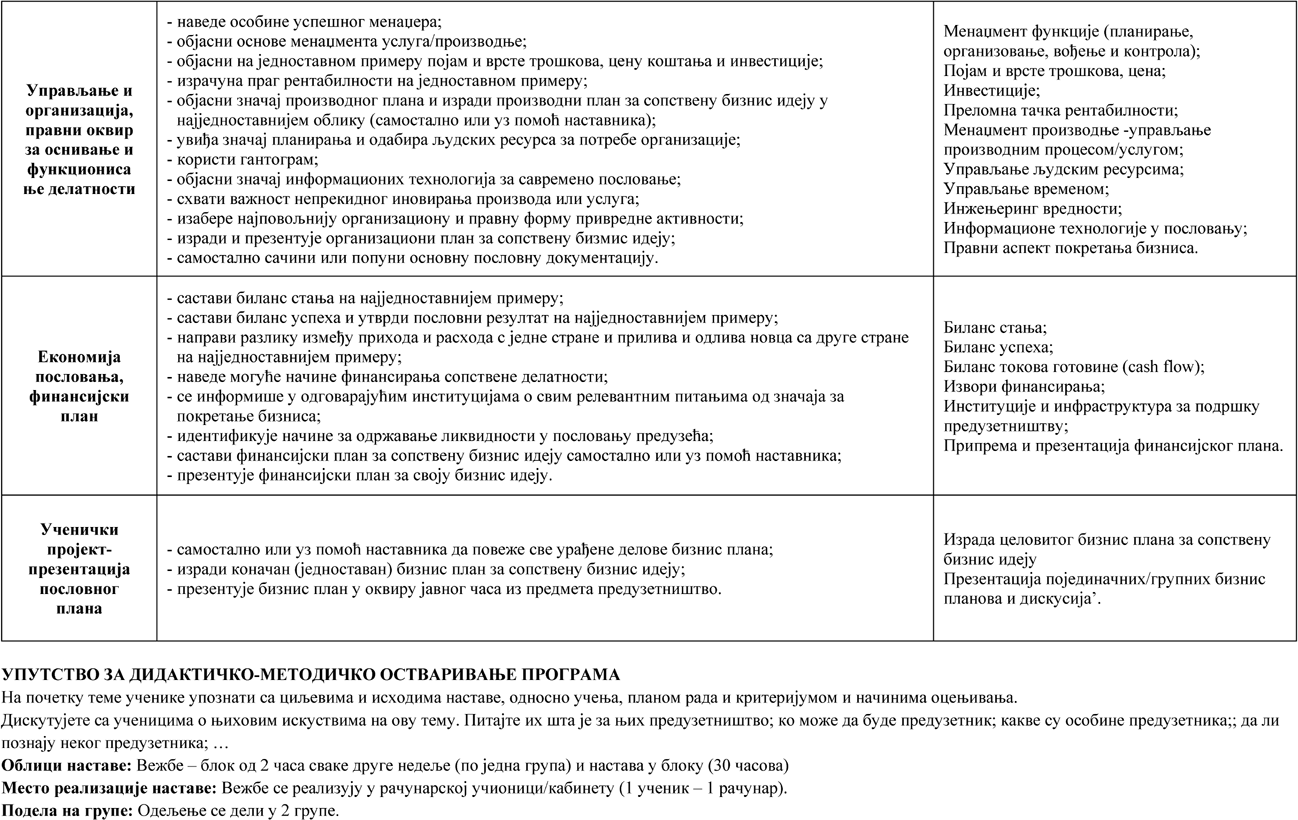 Управљање и
организација,
правни оквир
за оснивање и
функциониса
ње делатности
- наведе особине успешног менаџера;
- објасни основе менаџмента услуга/производње;
- објасни на једноставном примеру појам и врсте трошкова, цену коштања и инвестиције;
- израчуна праг рентабилности на једноставном примеру;
- објасни значај производног плана и изради производни план за сопствену бизнис идеју у
најједноставнијем облику (самостално или уз помоћ наставника);
- увиђа значај планирања и одабира људских ресурса за потребе организације;
- користи гантограм;
- објасни значај информационих технологија за савремено пословање;
- схвати важност непрекидног иновирања производа или услуга;
- изабере најповољнију организациону и правну форму привредне активности;
- изради и презентује организациони план за сопствену бизмис идеју;
- самостално сачини или попуни основну пословну документацију.
Менаџмент функције (планирање,
организовање, вођење и контрола);
Појам и врсте трошкова, цена;
Инвестиције;
Преломна тачка рентабилности;
Менаџмент производње -управљање
производним процесом/услугом;
Управљање људским ресурсима;
Управљање временом;
Инжењеринг вредности;
Информационе технологије у пословању;
Правни аспект покретања бизниса.
Економија
пословања,
финансијски
план
- састави биланс стања на најједноставнијем примеру;
- састави биланс успеха и утврди пословни резултат на најједноставнијем примеру;
- направи разлику између прихода и расхода с једне стране и прилива и одлива новца са друге стране
на најједноставнијем примеру;
- наведе могуће начине финансирања сопствене делатности;
- се информише у одговарајућим институцијама о свим релевантним питањима од значаја за
покретање бизниса;
- идентификује начине за одржавање ликвидности у пословању предузећа;
- састави финансијски план за сопствену бизнис идеју самостално или уз помоћ наставника;
- презентује финансијски план за своју бизнис идеју.
Биланс стања;
Биланс успеха;
Биланс токова готовине (cash flow);
Извори финансирања;
Институције и инфраструктура за подршку
предузетништву;
Припрема и презентација финансијског плана.
Ученички
пројект-
презентација
пословног
плана
- самостално или уз помоћ наставника да повеже све урађене делове бизнис плана;
- изради коначан (једноставан) бизнис план за сопствену бизнис идеју;
- презентује бизнис план у оквиру јавног часа из предмета предузетништво.
Израда целовитог бизнис плана за сопствену
бизнис идеју
Презентација појединачних/групних бизнис
планова и дискусија’.
УПУТСТВО ЗА ДИДАКТИЧКО-МЕТОДИЧКО ОСТВАРИВАЊЕ ПРОГРАМА
На почетку теме ученике упознати са циљевима и исходима наставе, односно учења, планом рада и критеријумом и начинима оцењивања.
Дискутујете са ученицима о њиховим искуствима на ову тему. Питајте их шта је за њих предузетништво; ко може да буде предузетник; какве су особине предузетника;; да ли
познају неког предузетника; …
Облици наставе: Вежбе – блок од 2 часа сваке друге недеље (по једна група) и настава у блоку (30 часова)
Место реализације наставе: Вежбе се реализују у рачунарској учионици/кабинету (1 ученик – 1 рачунар).
Подела на групе: Одељење се дели у 2 групе.